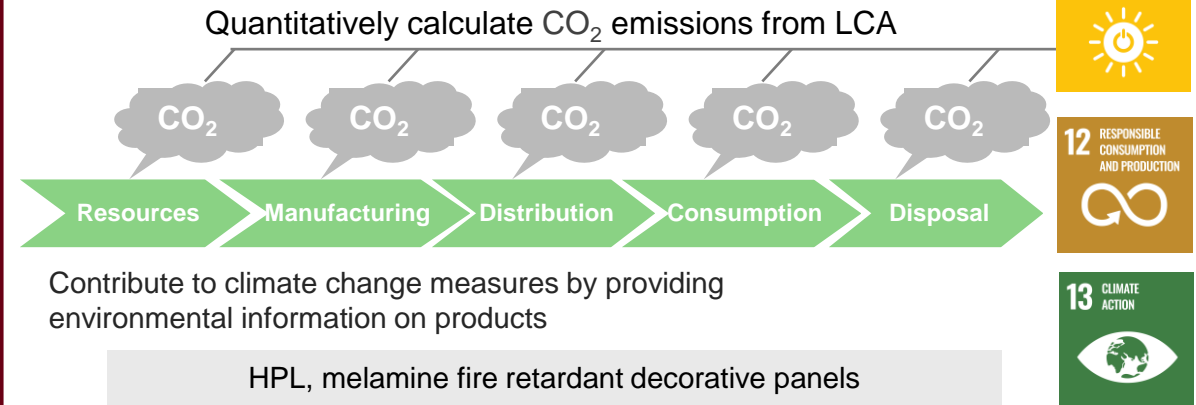 Quantitatively calculate CO₂ emissions from LCA
CO₂ CO₂ CO₂ CO₂ CO₂
Resources Manufacturing Distribution Consumption Disposal
12 RESPONSIBLE
CONSUMPTION
AND PRODUCTION
Contribute to climate change measures by providing
environmental information on products
13 CLIMATE
ACTION
HPL, melamine fire retardant decorative panels